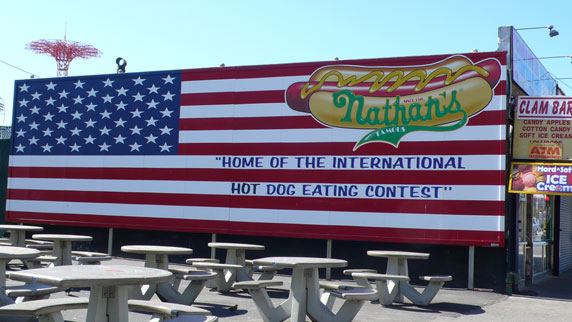 SINCE 1916
Nathan's
FAMOUS
"HOME OF THE INTERNATIONAL
HOT DOG EATING CONTEST"
CLAM BAR
CANDY APPLES
COTTON CANDY
SOFT ICE CREAM
ATM
Hard & Soft
ICE
Cream